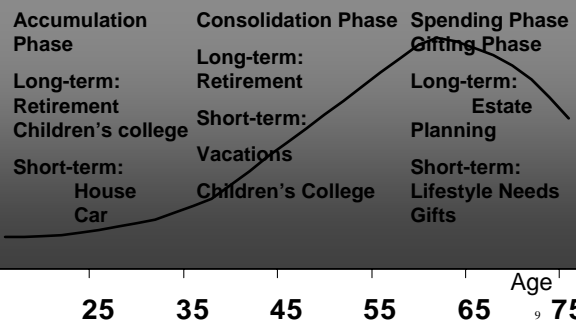 Accumulation
Phase
Long-term:
Retirement
Children's college
Short-term:
House
Car
Consolidation Phase
Long-term:
Retirement
Short-term:
Vacations
Children's College
Spending Phase
Gifting Phase
Long-term:
Estate
Planning
Short-term:
Lifestyle Needs
Gifts
Age
25 35 45 55 65 75
9